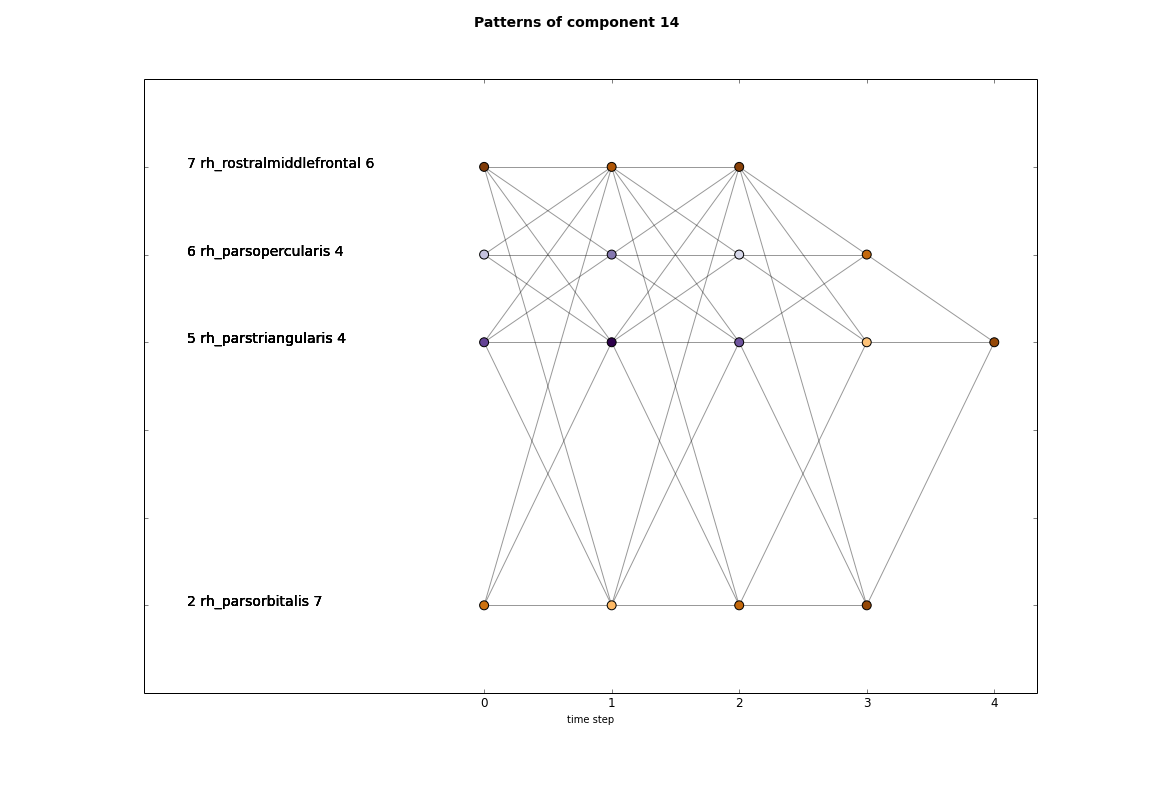 Patterns of component 14
7 rh_rostralmiddlefrontal 6
6 rh_parsopercularis 4
5 rh_parstriangularis 4
2 rh_parsorbitalis 7
0 1 2 3 4
time step